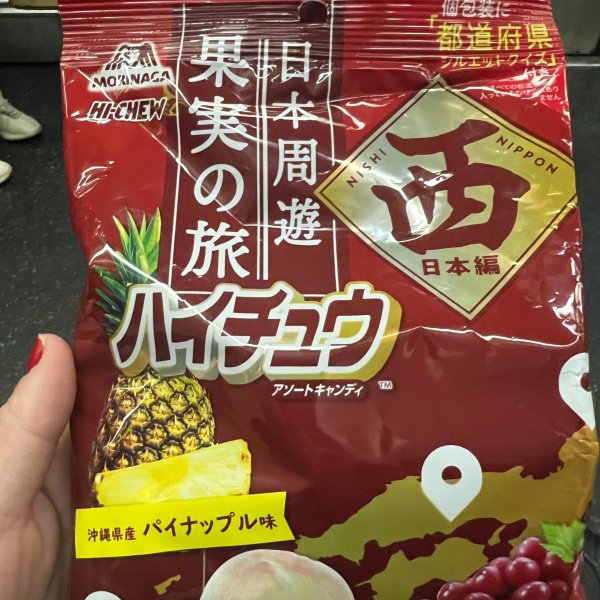 MORINAGA
HI-CHEW
日本周遊
果実の旅
個包装に
「都道府県
シルエットクイズ」
付き
NISHI
NIPPON
西
日本編
ハイチュウ
アソートキャンディ
TM
沖縄県産 パイナップル味